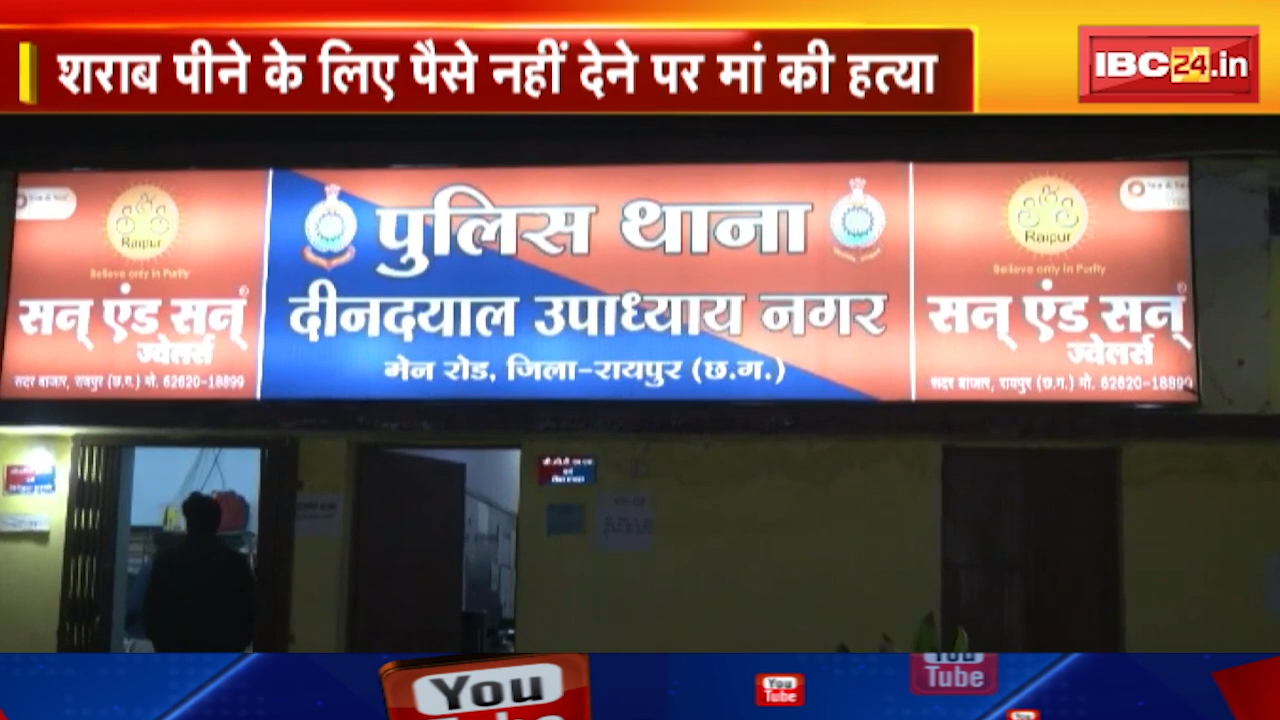 शराब पीने के लिए पैसे नहीं देने पर मां की हत्या
IBC24.in
Raipur
Believe only in Purity
सन् एंड सन्
ज्वेलर्स
सदर बाजार, रायपुर (छ.ग.) मो. 62620-18899
पुलिस थाना
दीनदयाल उपाध्याय नगर
मेन रोड, जिला-रायपुर (छ.ग.)
Raipur
Believe only in Purity
सन् एंड सन्
ज्वेलर्स
सदर बाजार, रायपुर (छ.ग.) मो. 62620-18899
You
You
Tube
You
Tube
You